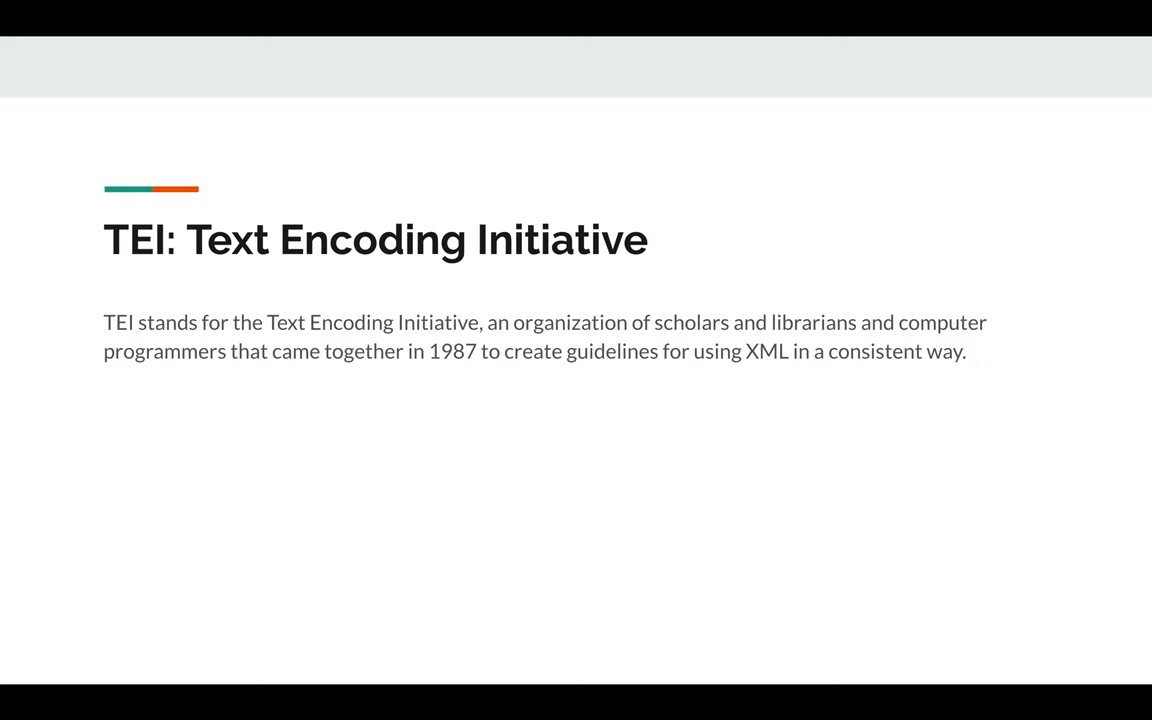 TEI: Text Encoding Initiative
TEI stands for the Text Encoding Initiative, an organization of scholars and librarians and computer
programmers that came together in 1987 to create guidelines for using XML in a consistent way.